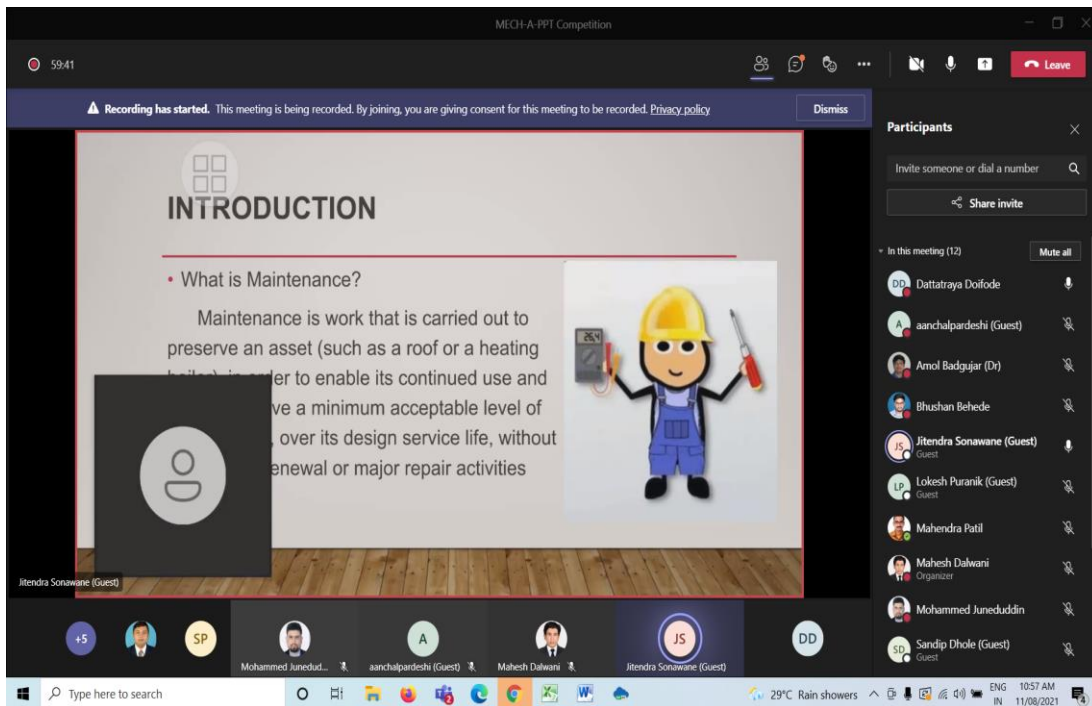 MECH-A-PPT Competition
59:41
Leave
Recording has started. This meeting is being recorded. By joining, you are giving consent for this meeting to be recorded. Privacy policy
Dismiss
INTRODUCTION
• What is Maintenance?
Maintenance is work that is carried out to
preserve an asset (such as a roof or a heating
to enable its continued use and
a minimum acceptable level of
over its design service life, without
or major repair activities
26.4
Jitendra Sonawane (Guest)
Participants
Invite someone or dial a number
Share invite
In this meeting (12)
Mute all
DD Dattatraya Doifode
A aanchalpardeshi (Guest)
Amol Badgujar (Dr)
Bhushan Behede
JS Jitendra Sonawane (Guest)
Guest
LP Lokesh Puranik (Guest)
Guest
Mahendra Patil
Mahesh Dalwani
Organizer
Mohammed Juneduddin
SD Sandip Dhole (Guest)
Guest
+5
SP
Mohammed Junedud...
A
aanchalpardeshi (Guest)
Mahesh Dalwani
JS
Jitendra Sonawane (Guest)
DD
Type here to search
29°C Rain showers
ENG
IN
10:57 AM
11/08/2021